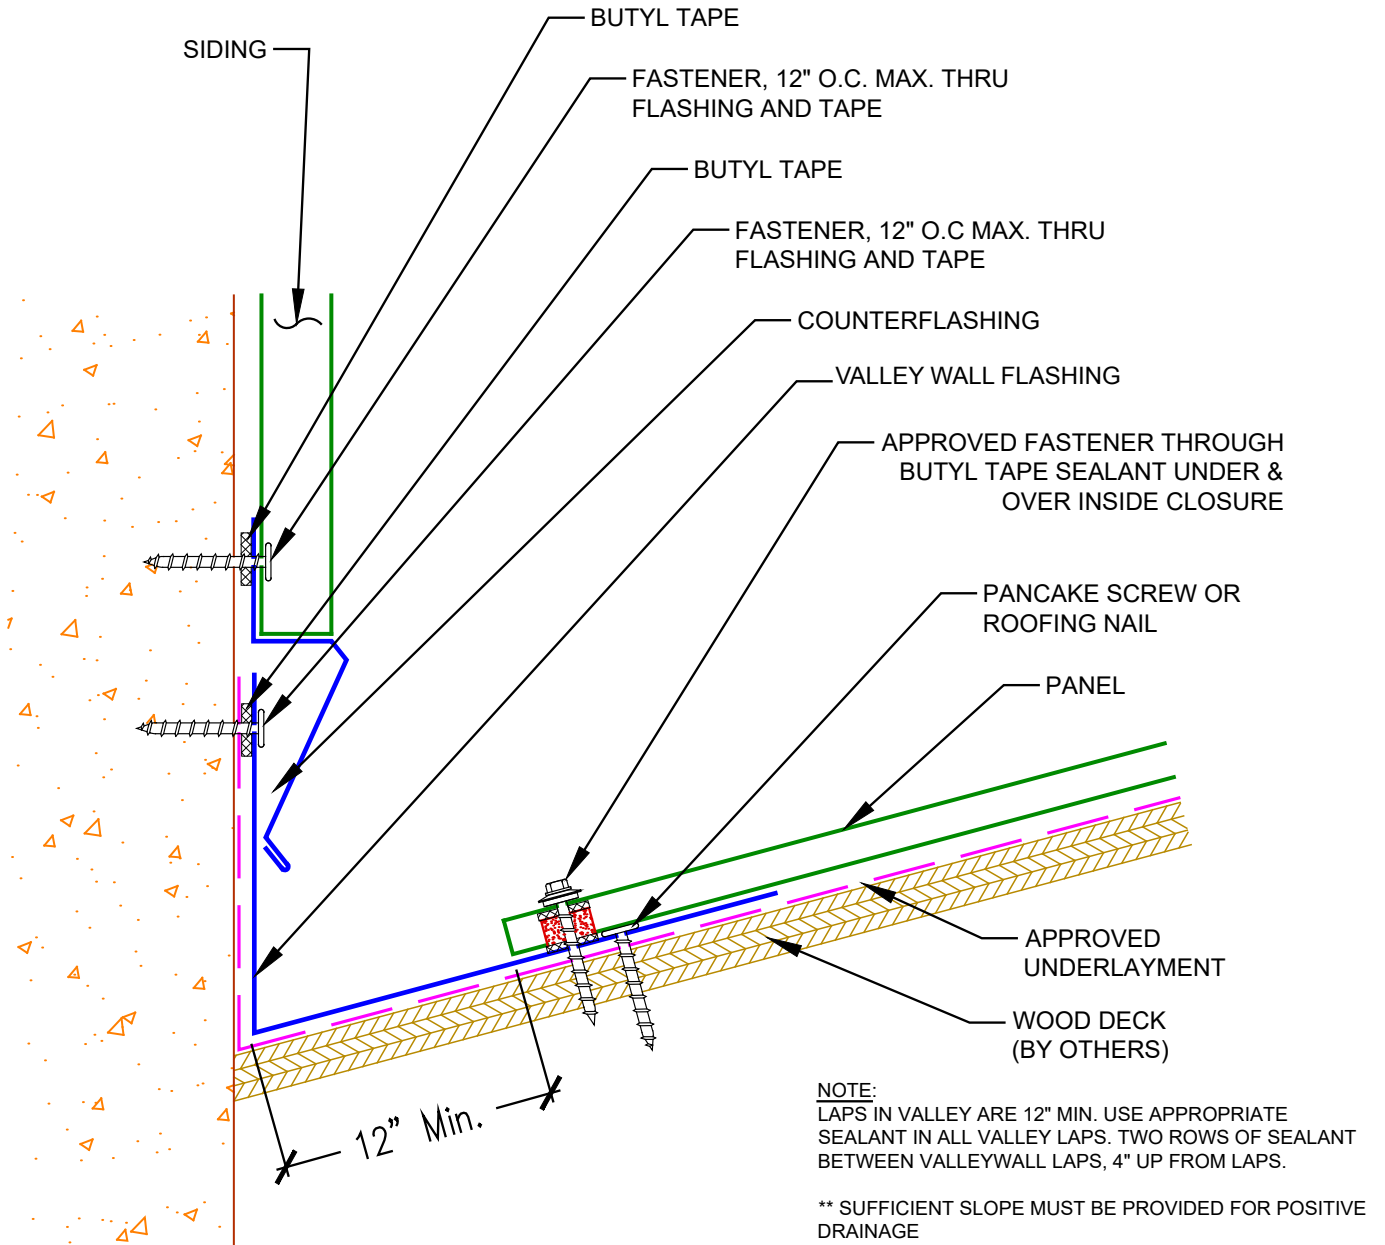 BUTYL TAPE
SIDING
FASTENER, 12" O.C. MAX. THRU
FLASHING AND TAPE
BUTYL TAPE
FASTENER, 12" O.C MAX. THRU
FLASHING AND TAPE
COUNTERFLASHING
VALLEY WALL FLASHING
APPROVED FASTENER THROUGH
BUTYL TAPE SEALANT UNDER &
OVER INSIDE CLOSURE
PANCAKE SCREW OR
ROOFING NAIL
PANEL
APPROVED
UNDERLAYMENT
WOOD DECK
(BY OTHERS)
12" Min.
NOTE:
LAPS IN VALLEY ARE 12" MIN. USE APPROPRIATE
SEALANT IN ALL VALLEY LAPS. TWO ROWS OF SEALANT
BETWEEN VALLEYWALL LAPS, 4" UP FROM LAPS.
** SUFFICIENT SLOPE MUST BE PROVIDED FOR POSITIVE
DRAINAGE